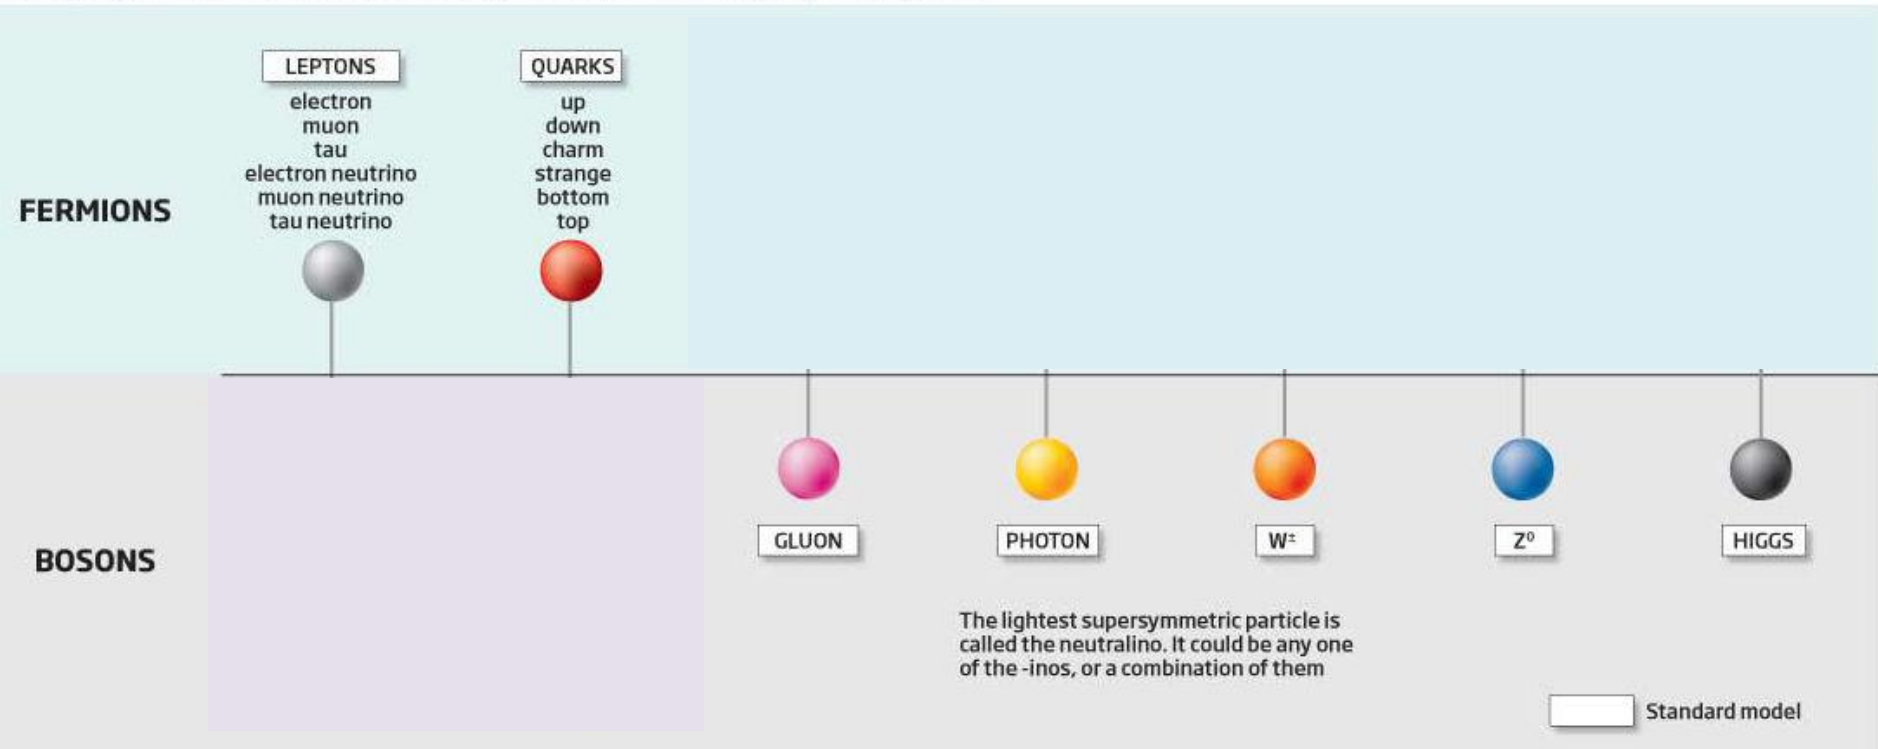 LEPTONS
electron
muon
tau
electron neutrino
muon neutrino
tau neutrino
QUARKS
up
down
charm
strange
bottom
top
FERMIONS
BOSONS
GLUON
PHOTON
W±
Z⁰
HIGGS
The lightest supersymmetric particle is
called the neutralino. It could be any one
of the -inos, or a combination of them
Standard model